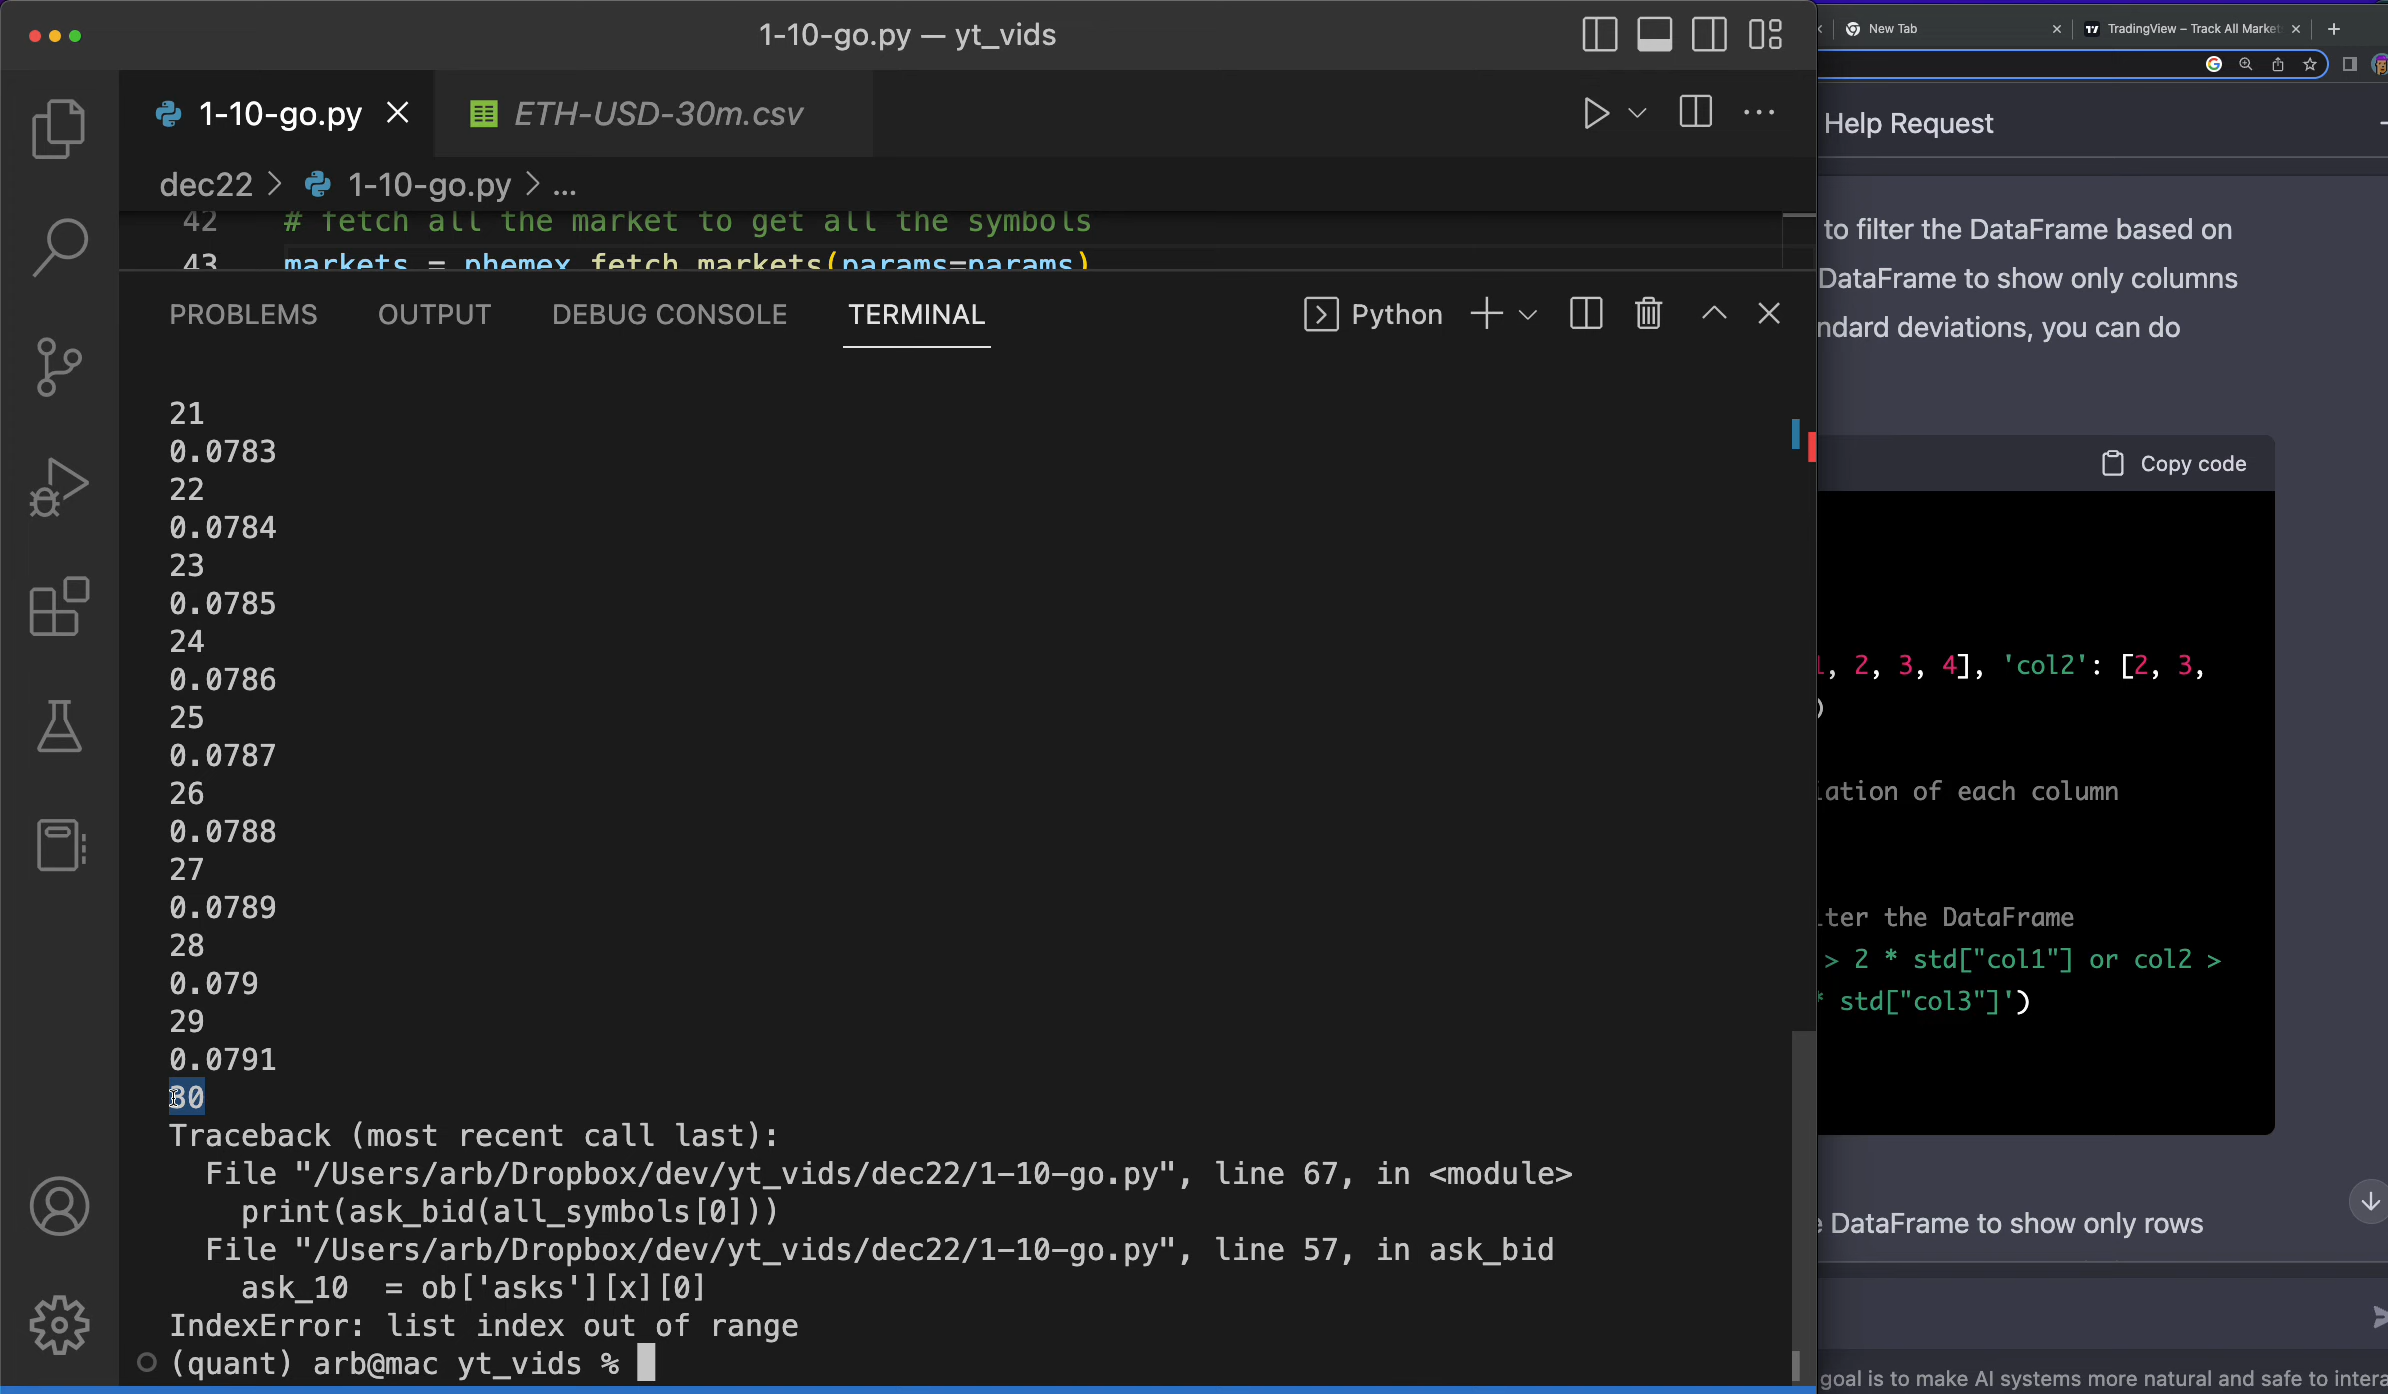 1-10-go.py — yt_vids
1-10-go.py
ETH-USD-30m.csv
dec22 > 1-10-go.py > ...
42 # fetch all the market to get all the symbols
43 markets = phemex.fetch_markets(params=params)
PROBLEMS OUTPUT DEBUG CONSOLE TERMINAL Python
21
0.0783
22
0.0784
23
0.0785
24
0.0786
25
0.0787
26
0.0788
27
0.0789
28
0.079
29
0.0791
30
Traceback (most recent call last):
File "/Users/arb/Dropbox/dev/yt_vids/dec22/1-10-go.py", line 67, in <module>
print(ask_bid(all_symbols[0]))
File "/Users/arb/Dropbox/dev/yt_vids/dec22/1-10-go.py", line 57, in ask_bid
ask_10 = ob['asks'][x][0]
IndexError: list index out of range
(quant) arb@mac yt_vids %
New Tab
TradingView – Track All Market
Help Request
to filter the DataFrame based on
DataFrame to show only columns
ndard deviations, you can do
Copy code
, 2, 3, 4], 'col2': [2, 3,
)
iation of each column
ter the DataFrame
> 2 * std["col1"] or col2 >
* std["col3"]')
DataFrame to show only rows
goal is to make AI systems more natural and safe to intera